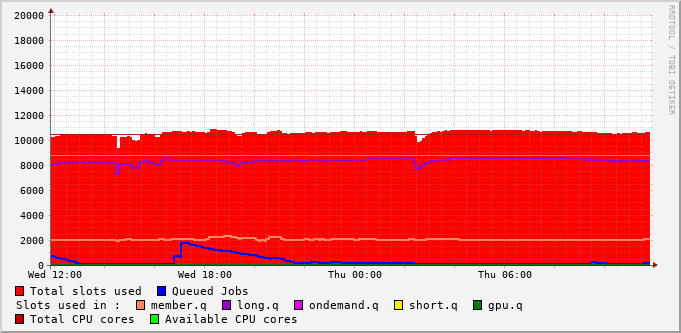 20000
18000
16000
14000
12000
10000
8000
6000
4000
2000
0
Wed 12:00 Wed 18:00 Thu 00:00 Thu 06:00
RRDTOOL / TOBI OETIKER
Total slots used Queued Jobs
Slots used in : member.q long.q ondemand.q short.q gpu.q
Total CPU cores Available CPU cores